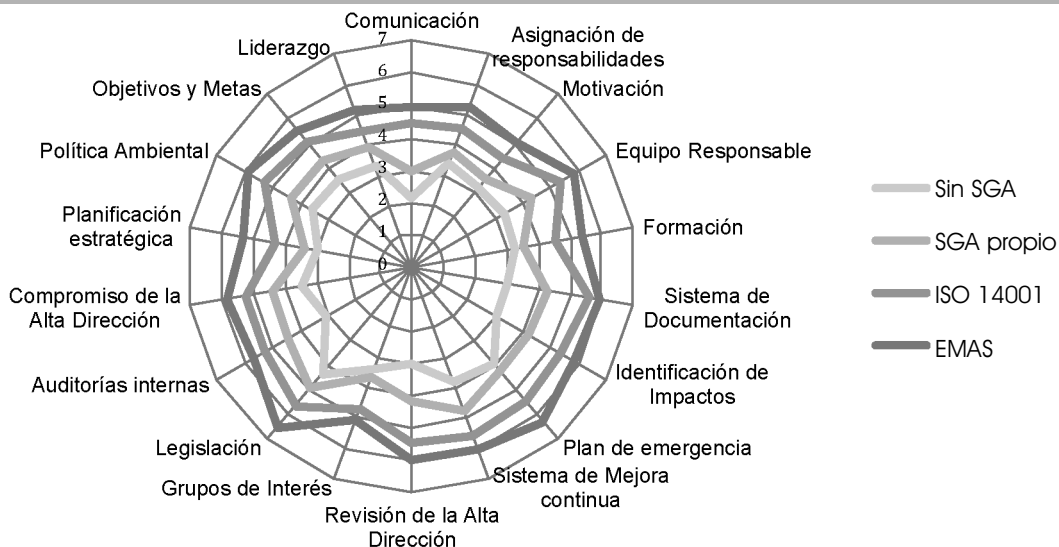 Comunicación
Asignación de
responsabilidades
Motivación
Equipo Responsable
Formación
Sistema de
Documentación
Identificación de
Impactos
Plan de emergencia
Sistema de Mejora
continua
Revisión de la Alta
Dirección
Grupos de Interés
Legislación
Auditorías internas
Compromiso de la
Alta Dirección
Planificación
estratégica
Política Ambiental
Objetivos y Metas
Liderazgo
7
6
5
4
3
2
1
0
Sin SGA
SGA propio
ISO 14001
EMAS